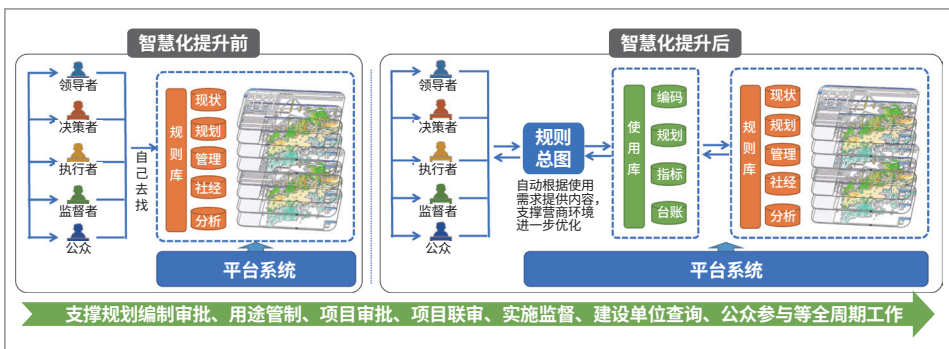 智慧化提升前
领导者
决策者
执行者
监督者
公众
自己去找
规则库
现状
规划
管理
社经
分析
平台系统
智慧化提升后
领导者
决策者
执行者
监督者
公众
规则
总图
自动根据使用
需求提供内容，
支撑营商环境
进一步优化
使用库
编码
规划
指标
台账
规则库
现状
规划
管理
社经
分析
平台系统
支撑规划编制审批、用途管制、项目审批、项目联审、实施监督、建设单位查询、公众参与等全周期工作